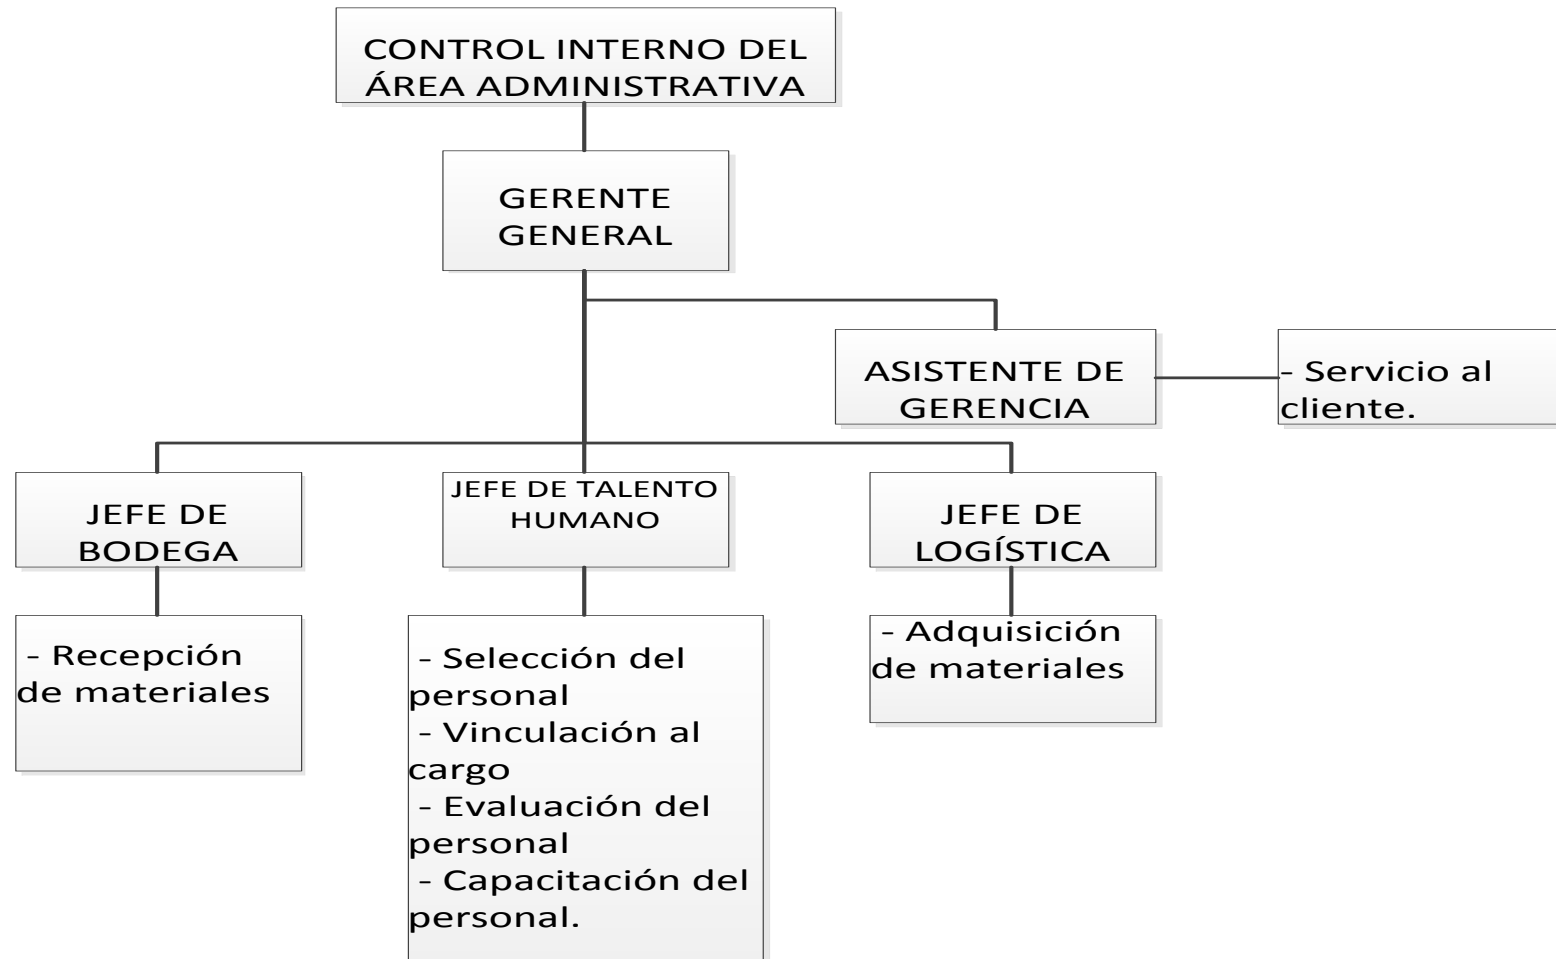 CONTROL INTERNO DEL
ÁREA ADMINISTRATIVA
GERENTE
GENERAL
ASISTENTE DE
GERENCIA
- Servicio al
cliente.
JEFE DE
BODEGA
JEFE DE TALENTO
HUMANO
JEFE DE
LOGÍSTICA
- Recepción
de materiales
- Selección del
personal
- Vinculación al
cargo
- Evaluación del
personal
- Capacitación del
personal.
- Adquisición
de materiales